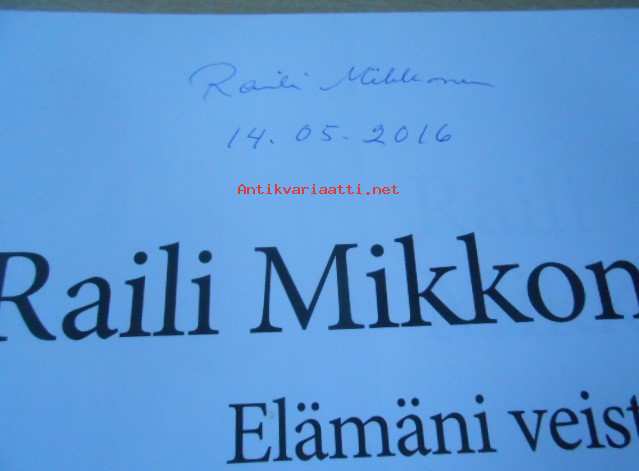 Raili Mikkonen
14.05.2016
Antikvariaatti.net
Raili Mikkon
Elämäni veist